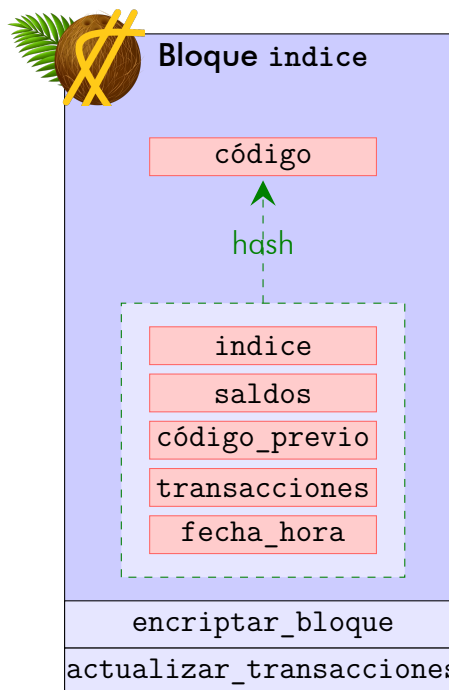 Bloque indice
código
hash
indice
saldos
código_previo
transacciones
fecha_hora
encriptar_bloque
actualizar_transacciones